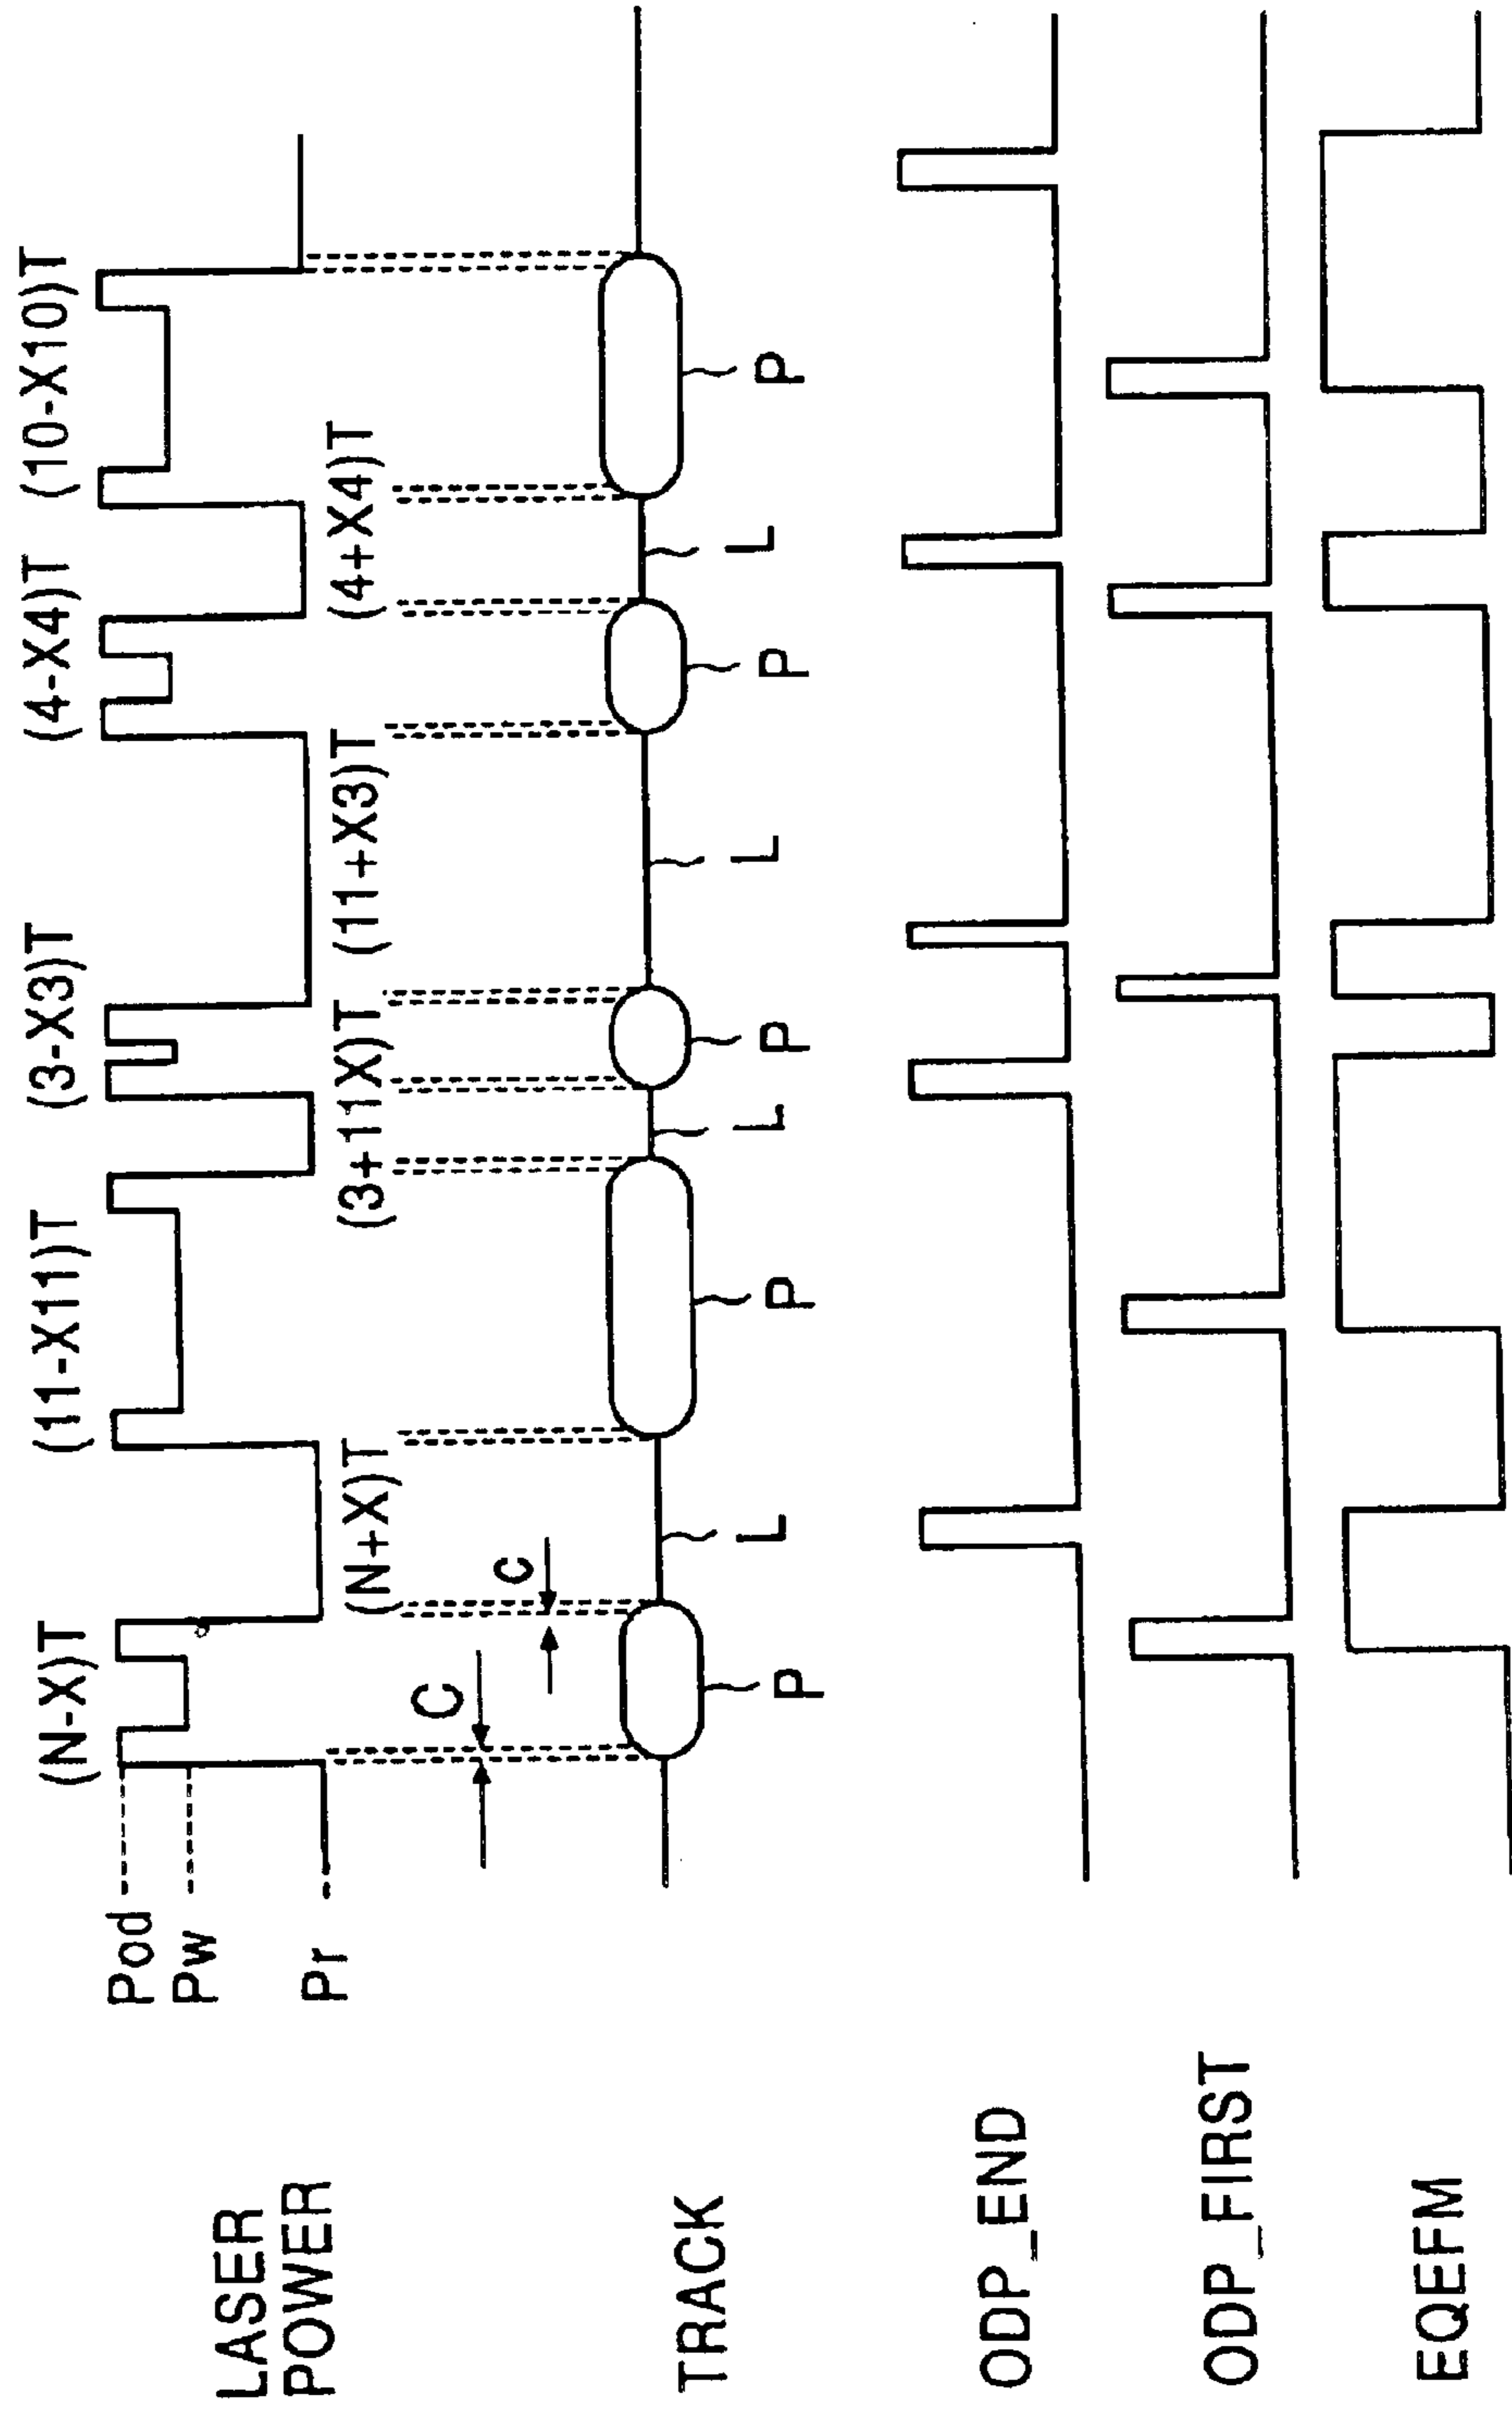 LASER
POWER
Pod
Pw
Pr
(N-X)T
(11-X11)T
(3-X3)T
(4-X4)T
(10-X10)T
(N+X)T
(3+11X)T
(11+X3)T
(4+X4)T
C
c
TRACK
P
L
P
L
P
L
P
L
P
ODP_END
ODP_FIRST
EQEFM